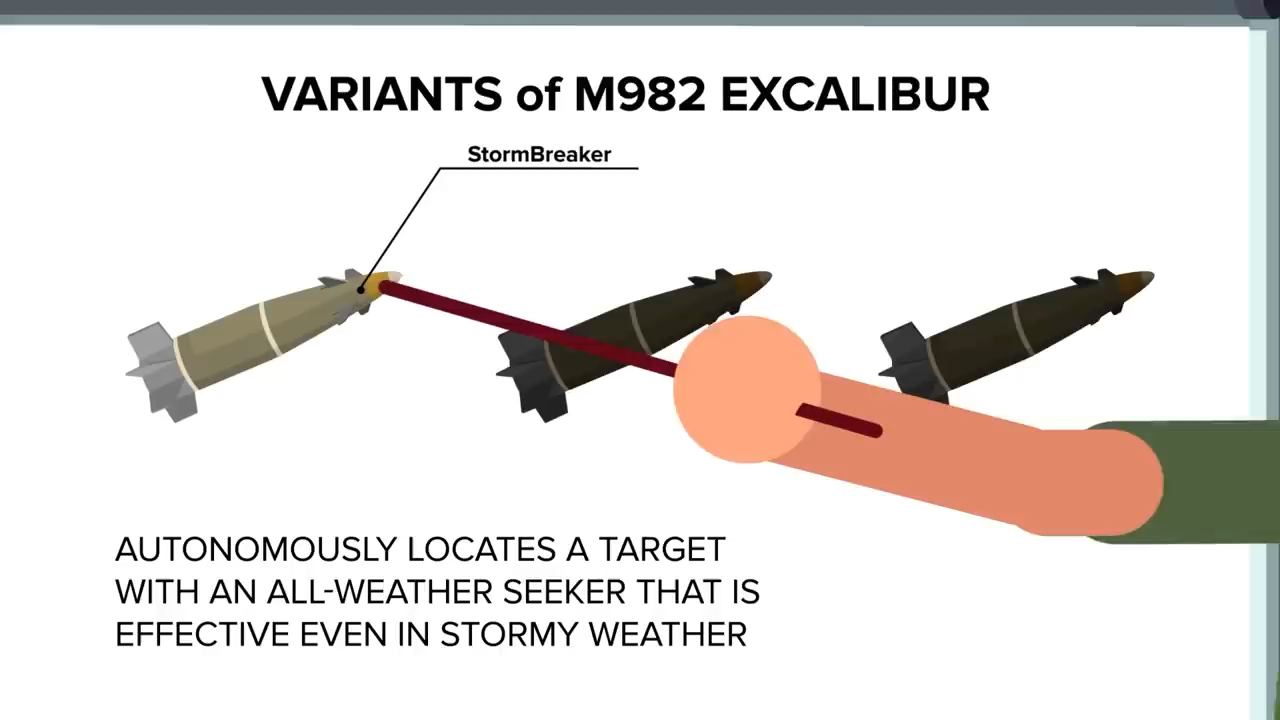 VARIANTS of M982 EXCALIBUR
StormBreaker
AUTONOMOUSLY LOCATES A TARGET
WITH AN ALL-WEATHER SEEKER THAT IS
EFFECTIVE EVEN IN STORMY WEATHER